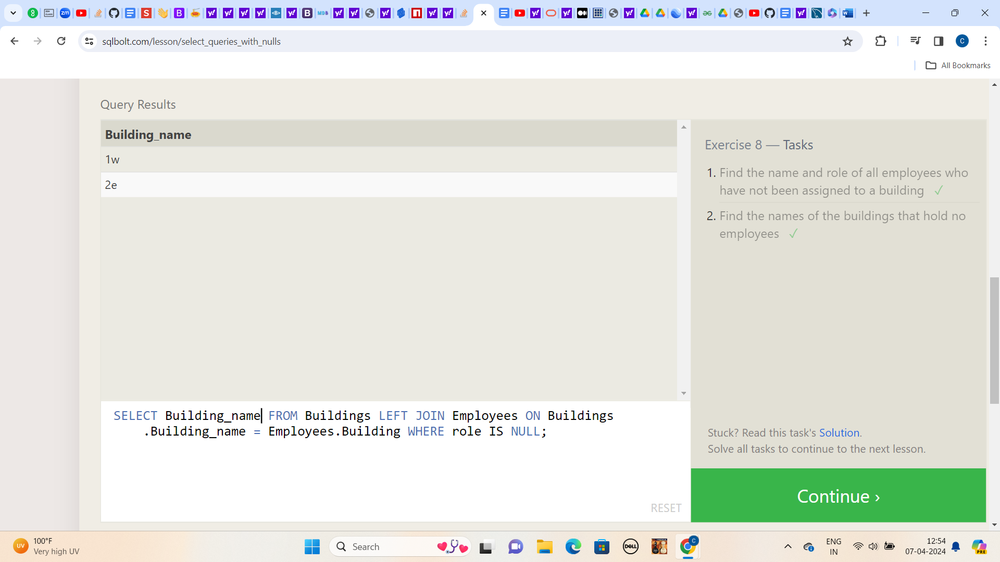 sqlbolt.com/lesson/select_queries_with_nulls
C
All Bookmarks
Query Results
Building_name
1w
2e
Exercise 8 — Tasks
1. Find the name and role of all employees who
have not been assigned to a building ✓
2. Find the names of the buildings that hold no
employees ✓
SELECT Building_name FROM Buildings LEFT JOIN Employees ON Buildings
.Building_name = Employees.Building WHERE role IS NULL;
Stuck? Read this task's Solution.
Solve all tasks to continue to the next lesson.
RESET
Continue ›
UV
100°F
Very high UV
Search
DELL
C
ENG
IN
12:54
07-04-2024
PRE